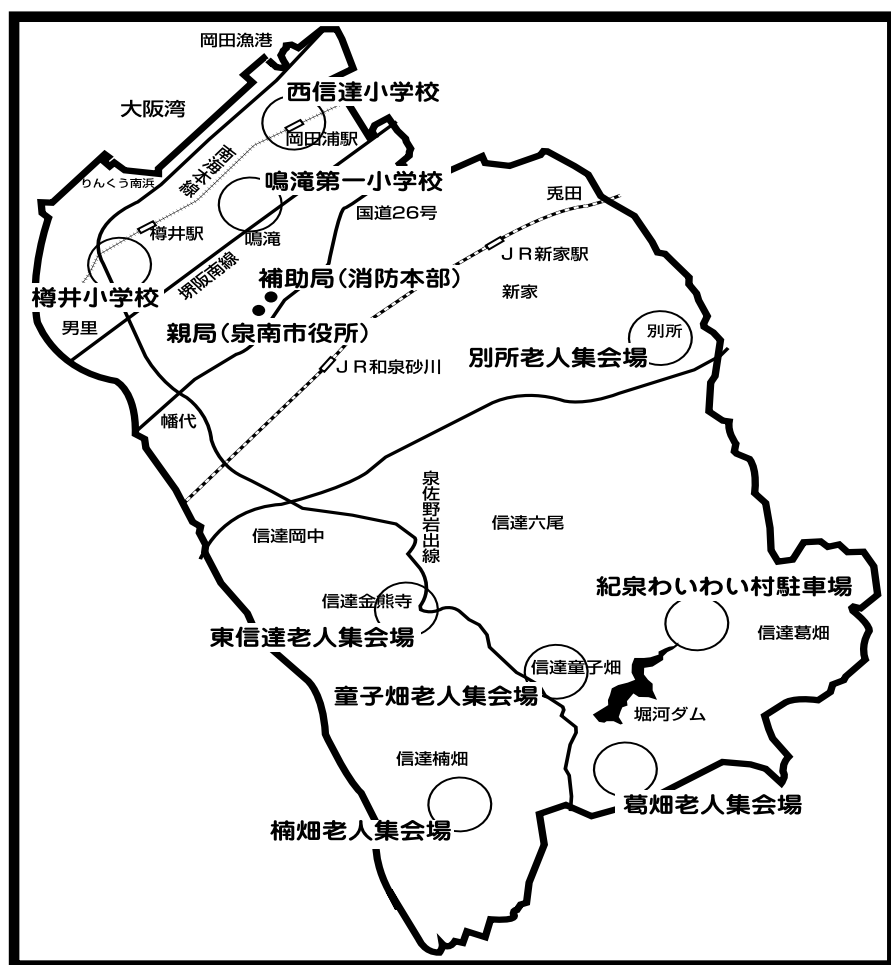 岡田漁港
西信達小学校
大阪湾
岡田浦駅
南海本線
りんくう南浜
鳴滝第一小学校
兎田
国道26号
樽井駅
鳴滝
JR新家駅
堺阪南線
補助局(消防本部)
新家
樽井小学校
男里
親局(泉南市役所)
別所
別所老人集会場
JR和泉砂川
幡代
泉佐野岩出線
信達六尾
信達岡中
紀泉わいわい村駐車場
信達金熊寺
東信達老人集会場
信達葛畑
信達童子畑
童子畑老人集会場
堀河ダム
信達楠畑
葛畑老人集会場
楠畑老人集会場